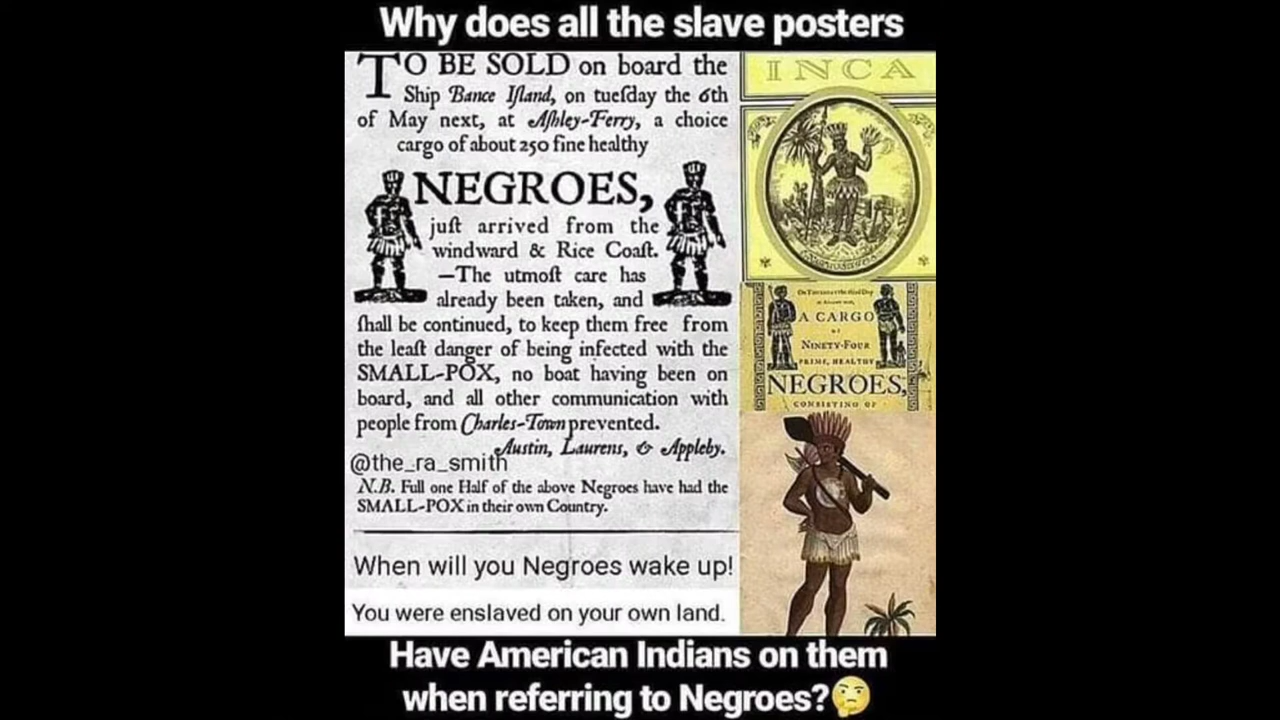 Why does all the slave posters
TO BE SOLD on board the
Ship Bance Iſland, on tueſday the 6th
of May next, at Aſhley-Ferry, a choice
cargo of about 250 fine healthy
NEGROES,
juſt arrived from the
windward & Rice Coaſt.
—The utmoſt care has
already been taken, and
ſhall be continued, to keep them free from
the leaſt danger of being infected with the
SMALL-POX, no boat having been on
board, and all other communication with
people from Charles-Town prevented.
Austin, Laurens, & Appleby.
@the_ra_smith
N.B. Full one Half of the above Negroes have had the
SMALL-POX in their own Country.
When will you Negroes wake up!
You were enslaved on your own land.
INCA
A CARGO
OF
NINETY-FOUR
PRIME, HEALTHY
NEGROES,
CONSISTING OF
Have American Indians on them
when referring to Negroes?🤔